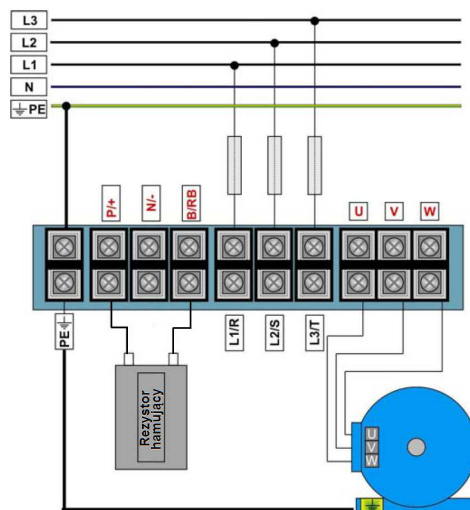 L3
L2
L1
N
⏚ PE
P/+
N/-
B/RB
U
V
W
PE ⏚
L1/R
L2/S
L3/T
Rezystor
hamujący
U
V
W